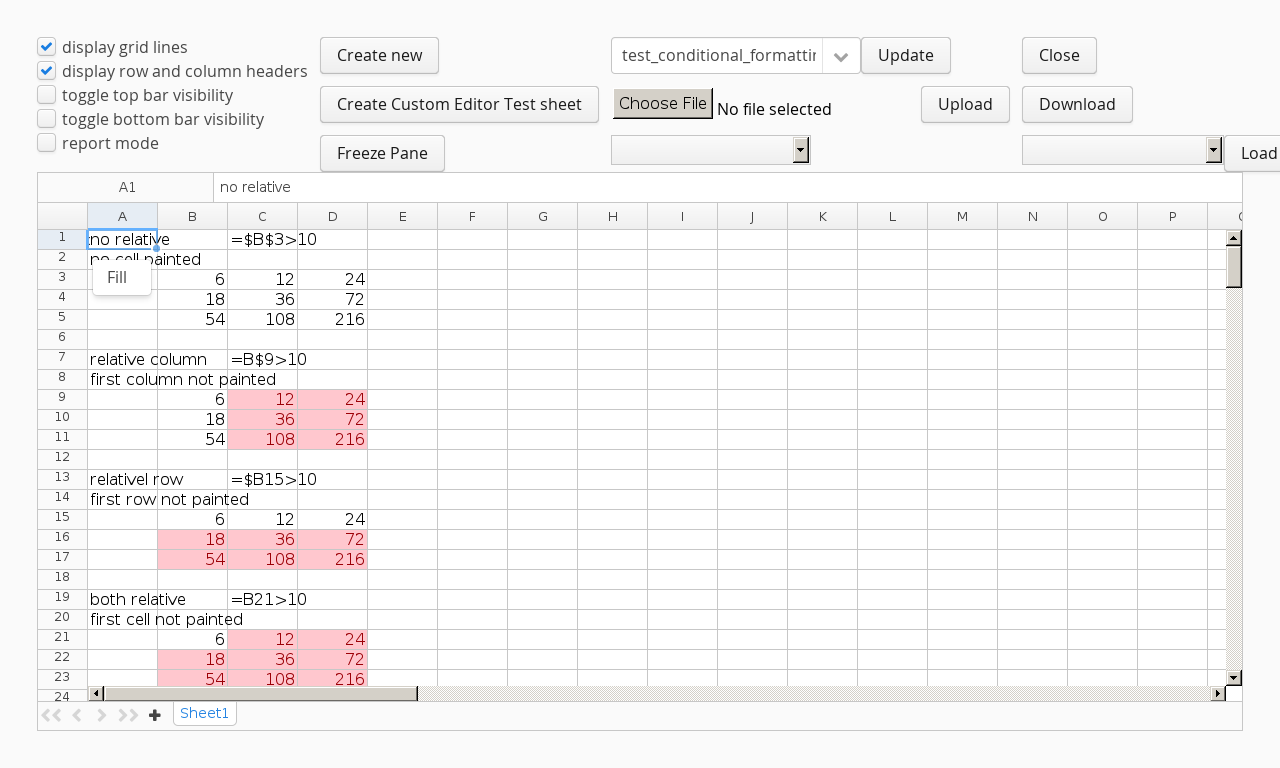 display grid lines
display row and column headers
toggle top bar visibility
toggle bottom bar visibility
report mode
Create new
test_conditional_formattin
Update
Close
Create Custom Editor Test sheet
Choose File No file selected
Upload
Download
Freeze Pane
Load
A1 no relative
A B C D E F G H I J K L M N O P
1 no relative =$B$3>10
2 no cell painted
Fill
3 6 12 24
4 18 36 72
5 54 108 216
6
7 relative column =B$9>10
8 first column not painted
9 6 12 24
10 18 36 72
11 54 108 216
12
13 relativel row =$B15>10
14 first row not painted
15 6 12 24
16 18 36 72
17 54 108 216
18
19 both relative =B21>10
20 first cell not painted
21 6 12 24
22 18 36 72
23 54 108 216
24
Sheet1